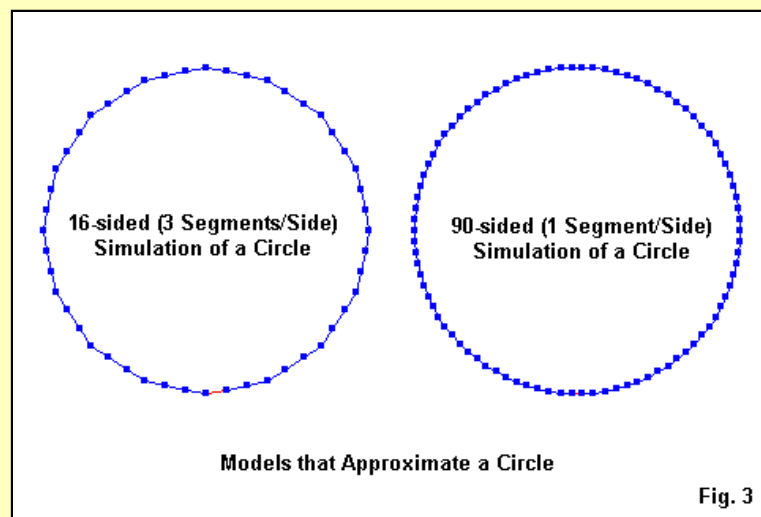 16-sided (3 Segments/Side)
Simulation of a Circle
90-sided (1 Segment/Side)
Simulation of a Circle
Models that Approximate a Circle
Fig. 3